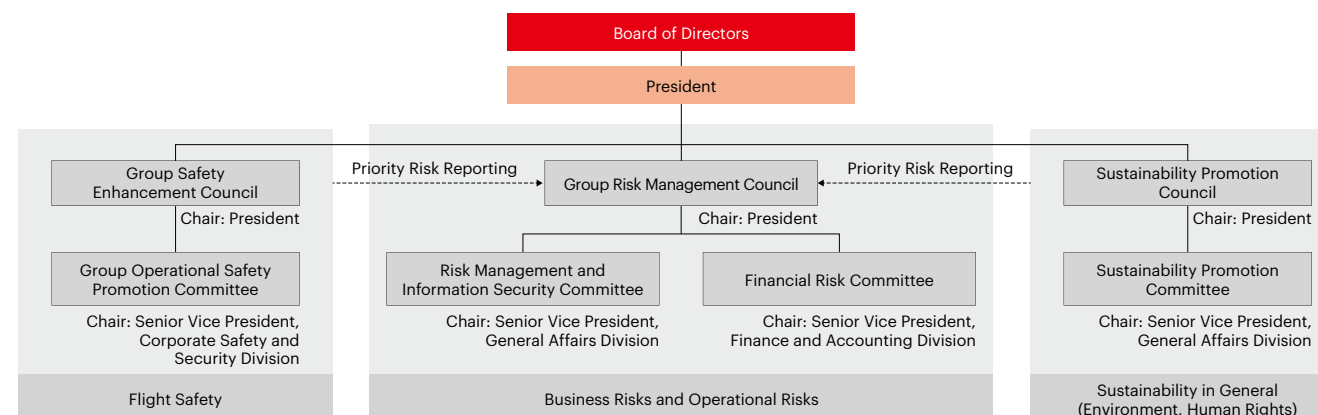 Board of Directors
President
Group Safety
Enhancement Council
Chair: President
Priority Risk Reporting
Group Risk Management Council
Chair: President
Priority Risk Reporting
Sustainability Promotion
Council
Chair: President
Group Operational Safety
Promotion Committee
Chair: Senior Vice President,
Corporate Safety and
Security Division
Risk Management and
Information Security Committee
Chair: Senior Vice President,
General Affairs Division
Financial Risk Committee
Chair: Senior Vice President,
Finance and Accounting Division
Sustainability Promotion
Committee
Chair: Senior Vice President,
General Affairs Division
Flight Safety
Business Risks and Operational Risks
Sustainability in General
(Environment, Human Rights)